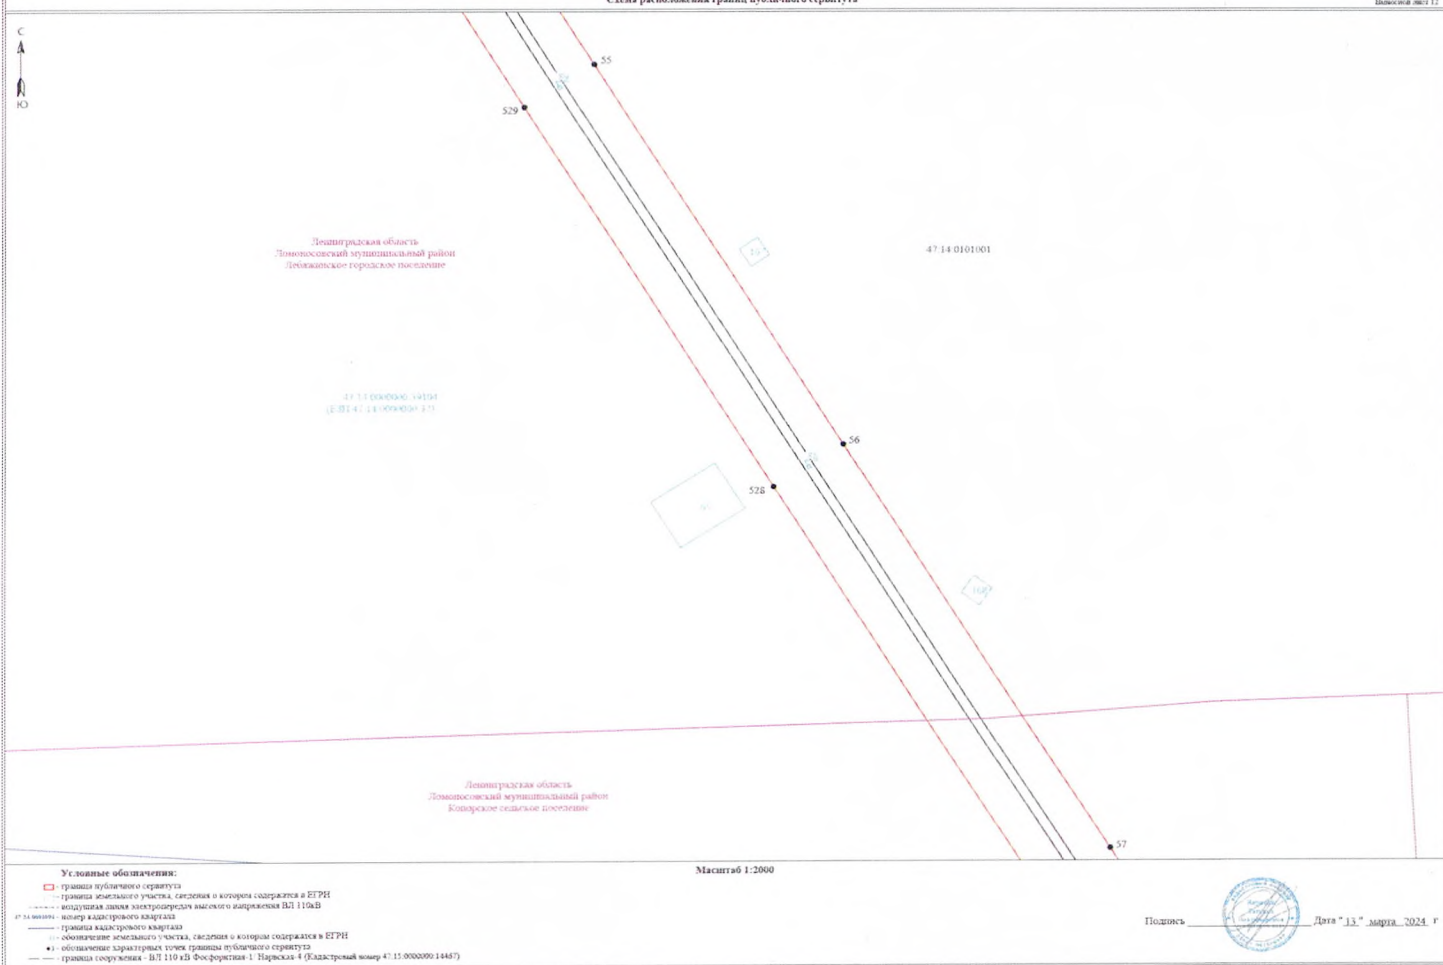 Схема расположения границ публичного сервитута
Выносной лист 12
С
Ю
55
529
Ленинградская область
Ломоносовский муниципальный район
Лебяженское городское поселение
47:14:0101001
56
528
Ленинградская область
Ломоносовский муниципальный район
Копорское сельское поселение
57
Масштаб 1:2000
Условные обозначения:
- граница публичного сервитута
- граница земельного участка, сведения о котором содержатся в ЕГРН
- воздушная линия электропередач высокого напряжения ВЛ 110кВ
- номер кадастрового квартала
- граница кадастрового квартала
- обозначение земельного участка, сведения о котором содержатся в ЕГРН
- обозначение характерных точек границы публичного сервитута
- граница сооружения - ВЛ 110 кВ Фосфоритная-1/ Нарвская-4 (Кадастровый номер 47:15:0000000:14467)
Подпись
Дата "13" марта 2024 г